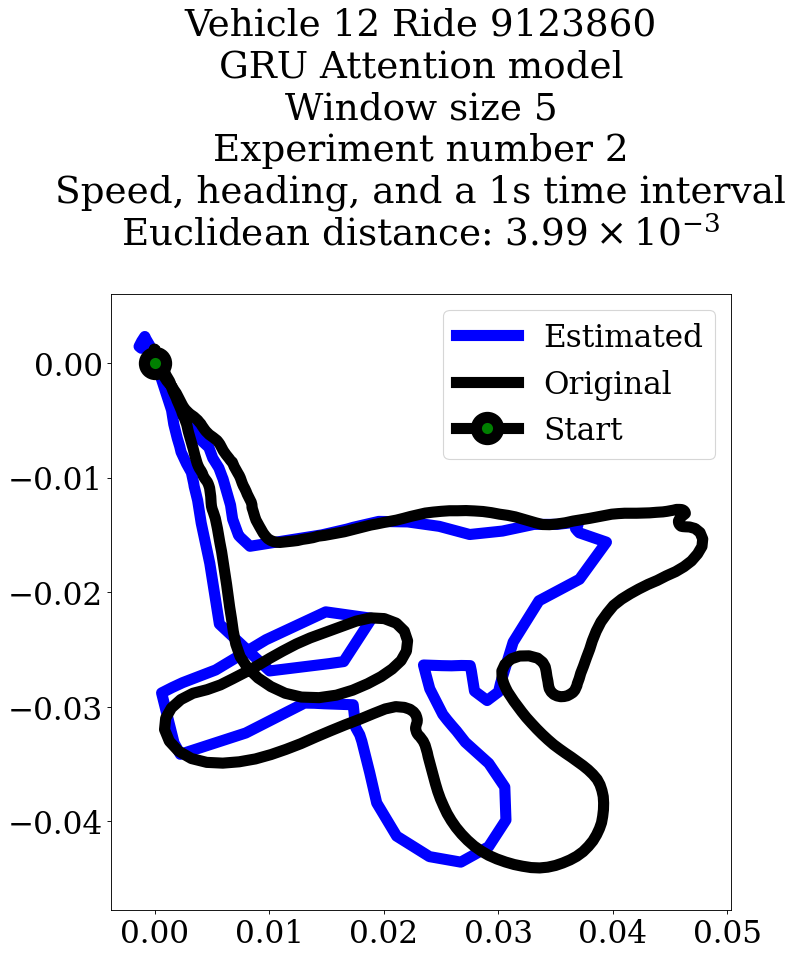 Vehicle 12 Ride 9123860
GRU Attention model
Window size 5
Experiment number 2
Speed, heading, and a 1s time interval
Euclidean distance: 3.99 × 10⁻³
Estimated
Original
Start
0.00
−0.01
−0.02
−0.03
−0.04
0.00 0.01 0.02 0.03 0.04 0.05